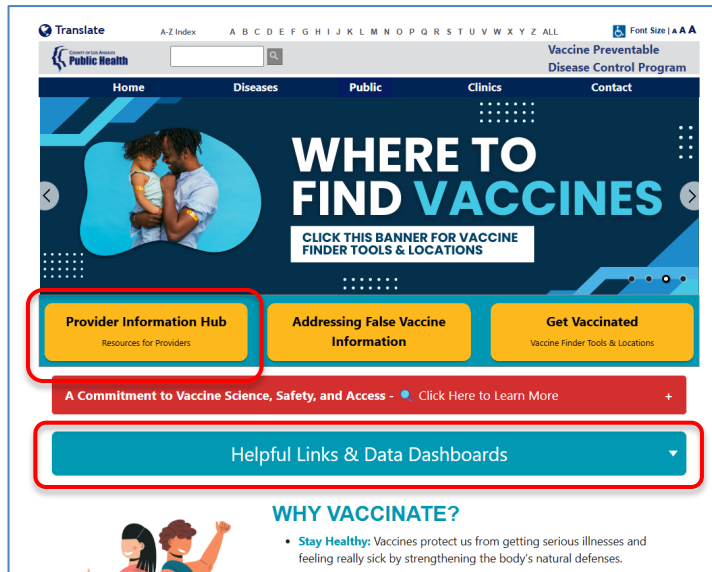 Translate
A-Z Index
A B C D E F G H I J K L M N O P Q R S T U V W X Y Z ALL
Font Size | A A A
COUNTY OF LOS ANGELES
Public Health
Vaccine Preventable
Disease Control Program
Home Diseases Public Clinics Contact
WHERE TO
FIND VACCINES
CLICK THIS BANNER FOR VACCINE
FINDER TOOLS & LOCATIONS
Provider Information Hub
Resources for Providers
Addressing False Vaccine
Information
Get Vaccinated
Vaccine Finder Tools & Locations
A Commitment to Vaccine Science, Safety, and Access - Click Here to Learn More +
Helpful Links & Data Dashboards
WHY VACCINATE?
• Stay Healthy: Vaccines protect us from getting serious illnesses and
feeling really sick by strengthening the body's natural defenses.